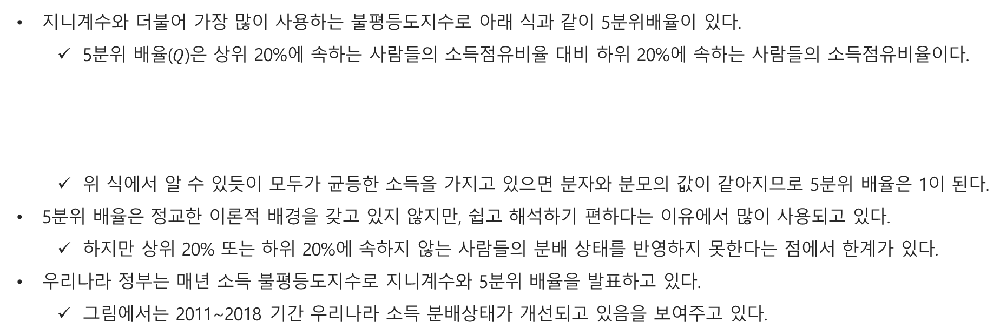 • 지니계수와 더불어 가장 많이 사용하는 불평등도지수로 아래 식과 같이 5분위배율이 있다.
✓ 5분위 배율(Q)은 상위 20%에 속하는 사람들의 소득점유비율 대비 하위 20%에 속하는 사람들의 소득점유비율이다.
✓ 위 식에서 알 수 있듯이 모두가 균등한 소득을 가지고 있으면 분자와 분모의 값이 같아지므로 5분위 배율은 1이 된다.
• 5분위 배율은 정교한 이론적 배경을 갖고 있지 않지만, 쉽고 해석하기 편하다는 이유에서 많이 사용되고 있다.
✓ 하지만 상위 20% 또는 하위 20%에 속하지 않는 사람들의 분배 상태를 반영하지 못한다는 점에서 한계가 있다.
• 우리나라 정부는 매년 소득 불평등도지수로 지니계수와 5분위 배율을 발표하고 있다.
✓ 그림에서는 2011~2018 기간 우리나라 소득 분배상태가 개선되고 있음을 보여주고 있다.